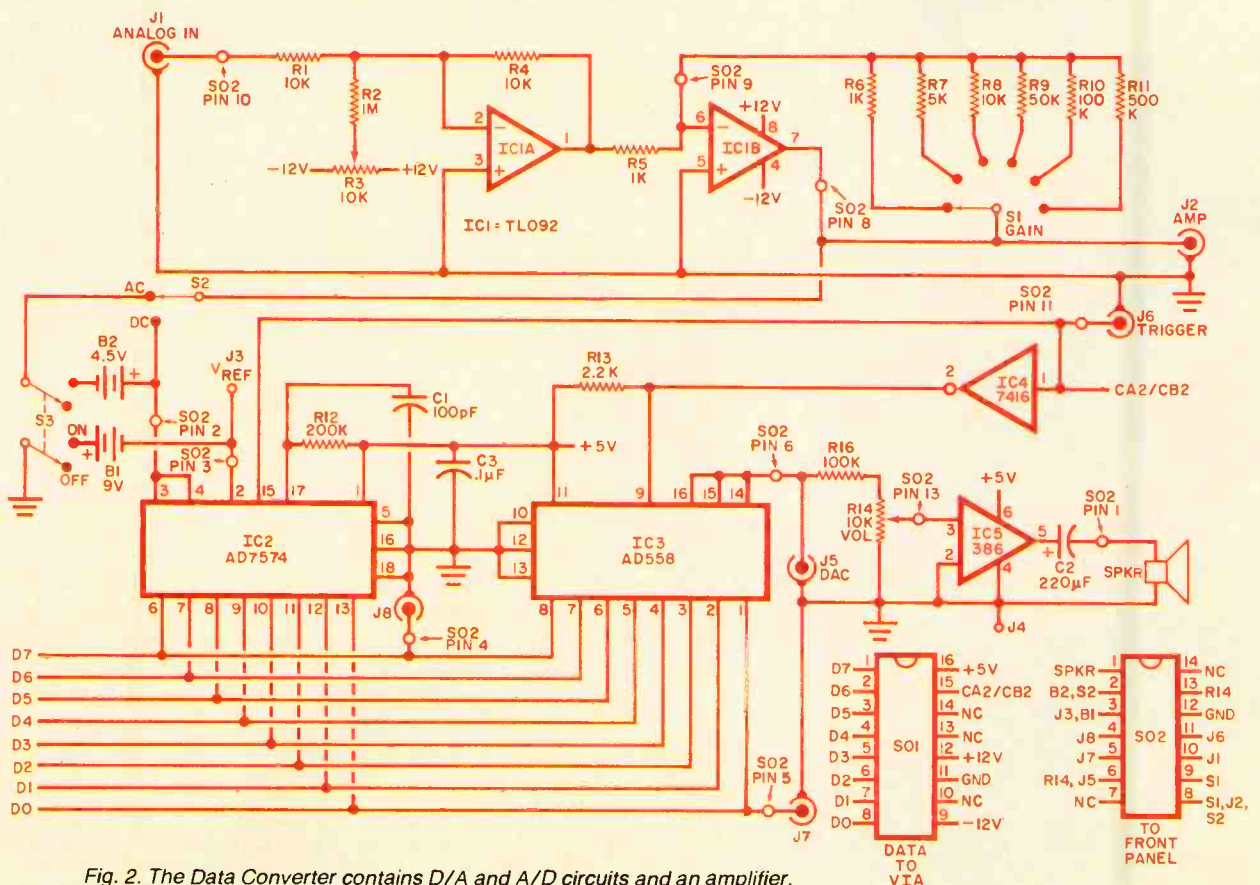 J1
ANALOG IN
SO2
PIN 10
R1
10K
R2
1M
-12V
+12V
R3
10K
R4
10K
2
3
1
IC1A
IC1 = TL092
R5
1K
SO2
PIN 9
6
5
IC1B
+12V
8
7
4
-12V
SO2
PIN 8
R6
1K
R7
5K
R8
10K
R9
50K
R10
100
K
R11
500
K
S1
GAIN
J2
AMP
AC
S2
DC
B2
4.5V
+
S3
ON
+
OFF
B1
9V
J3
VREF
SO2
PIN 2
SO2
PIN 3
R12
200K
C1
100pF
C3
.1µF
R13
2.2K
+5V
SO2
PIN 11
J6
TRIGGER
2
IC4
7416
1
CA2/CB2
3
4
2
15
17
1
IC2
AD7574
5
16
18
6
7
8
9
10
11
12
13
J8
SO2
PIN 4
11
9
16
15
14
10
12
13
IC3
AD558
8
7
6
5
4
3
2
1
SO2
PIN 6
R16
100K
R14
10K
VOL
J5
DAC
SO2
PIN 13
+5V
6
3
2
IC5
386
5
4
+
C2
220µF
SO2
PIN 1
SPKR
J4
D7
D6
D5
D4
D3
D2
D1
D0
SO2
PIN 5
J7
D7 1 16 +5V
D6 2 15 CA2/CB2
D5 3 14 NC
D4 4 13 NC
D3 5 12 +12V
D2 6 11 GND
D1 7 10 NC
D0 8 9 -12V
SO1
DATA
TO
VIA
SPKR 1 14 NC
B2, S2 2 13 R14
J3, B1 3 12 GND
J8 4 11 J6
J7 5 10 J1
R14, J5 6 9 S1
NC 7 8 S1, J2,
S2
SO2
TO
FRONT
PANEL
Fig. 2. The Data Converter contains D/A and A/D circuits and an amplifier.